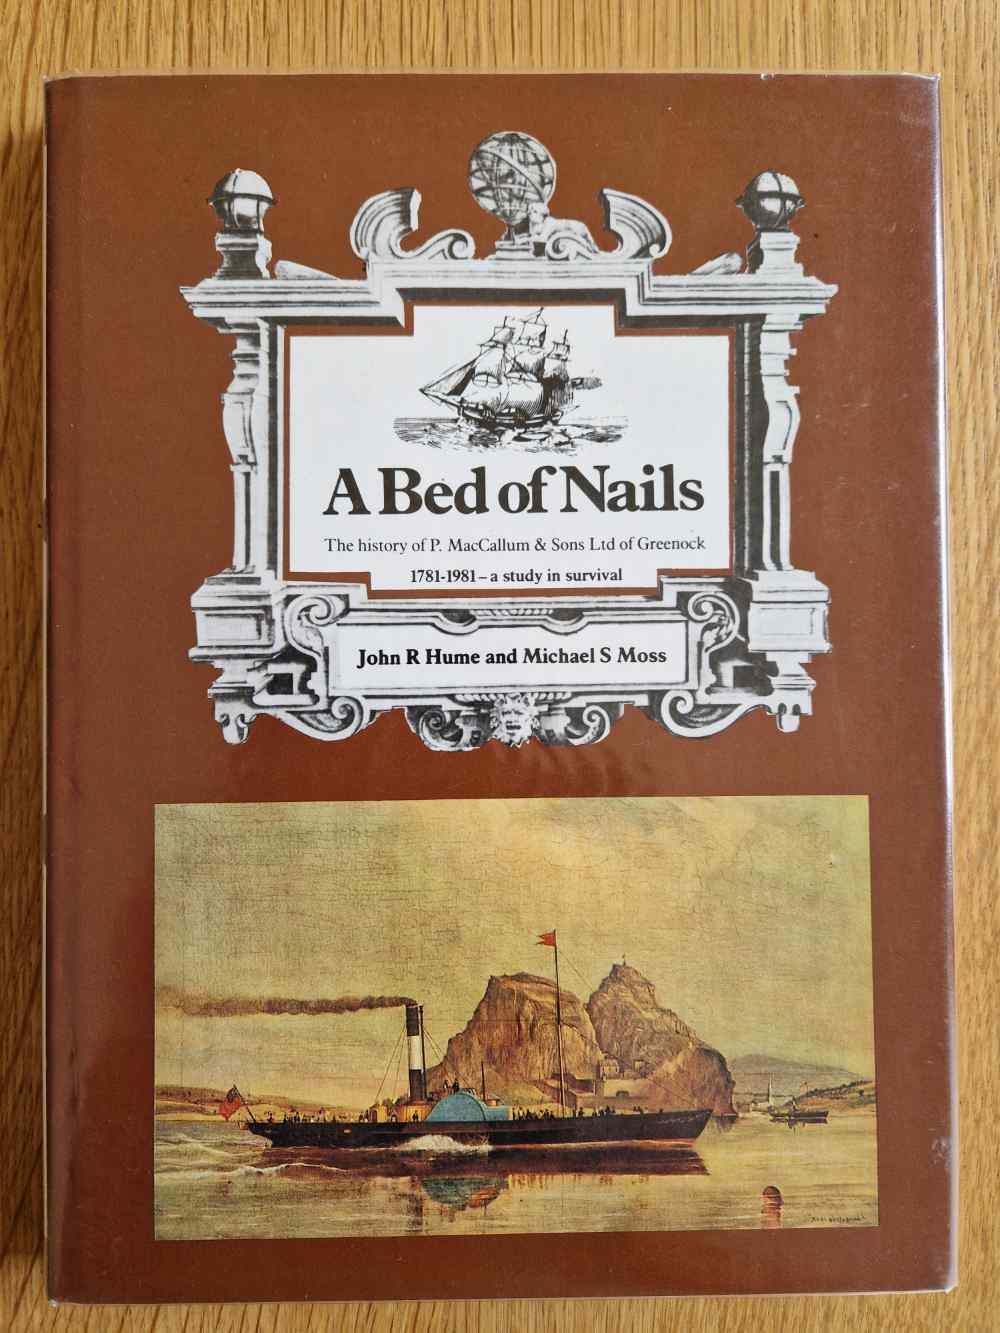 A Bed of Nails
The history of P. MacCallum & Sons Ltd of Greenock
1781-1981 – a study in survival
John R Hume and Michael S Moss